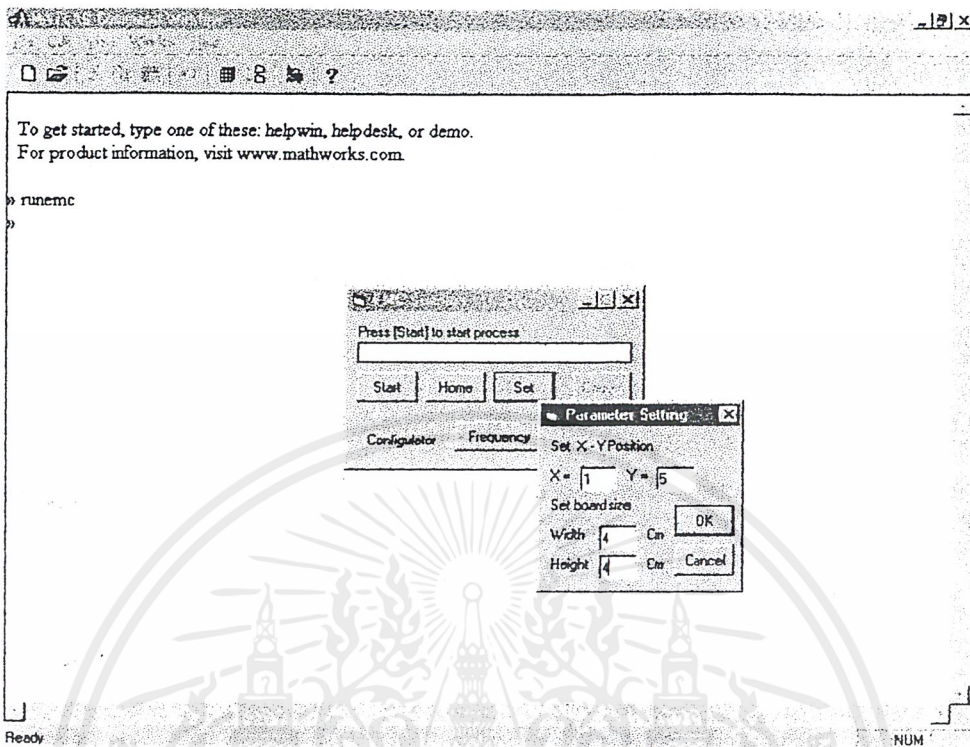 ?
To get started, type one of these: helpwin, helpdesk, or demo.
For product information, visit www.mathworks.com.
» runemc
»
Press [Start] to start process
Start Home Set
Configulator Frequency
Parameter Setting
Set X - Y Position
X = 1 Y = 5
Set board size
Width 4 Cm
Height 4 Cm
OK
Cancel
Ready
NUM